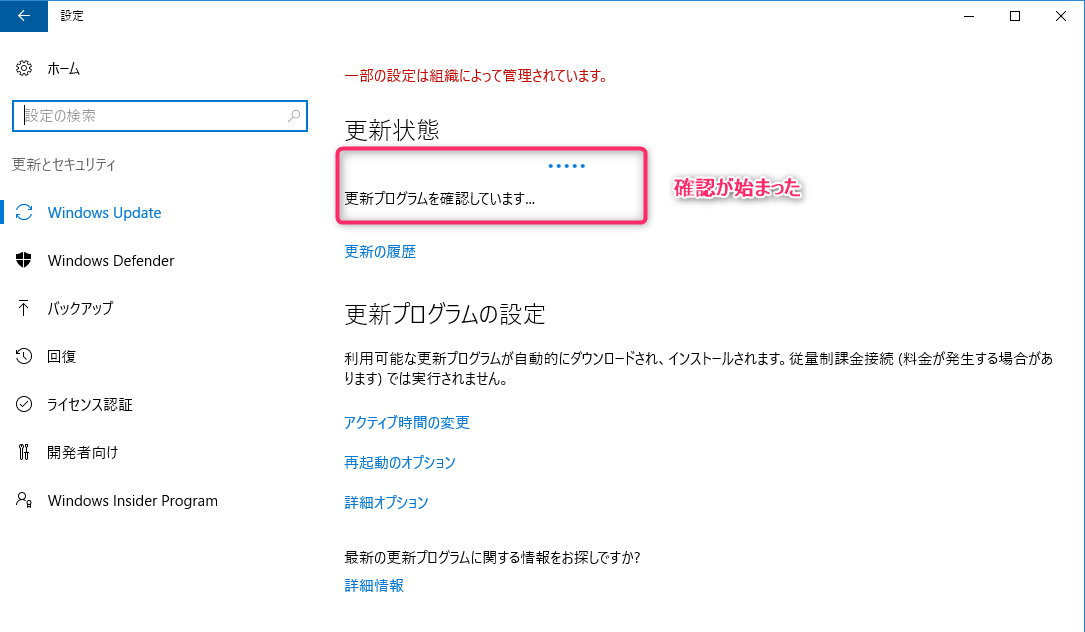 設定
ホーム
設定の検索
更新とセキュリティ
Windows Update
Windows Defender
バックアップ
回復
ライセンス認証
開発者向け
Windows Insider Program
一部の設定は組織によって管理されています。
更新状態
更新プログラムを確認しています...
確認が始まった
更新の履歴
更新プログラムの設定
利用可能な更新プログラムが自動的にダウンロードされ、インストールされます。従量制課金接続 (料金が発生する場合があ
ります) では実行されません。
アクティブ時間の変更
再起動のオプション
詳細オプション
最新の更新プログラムに関する情報をお探しですか?
詳細情報